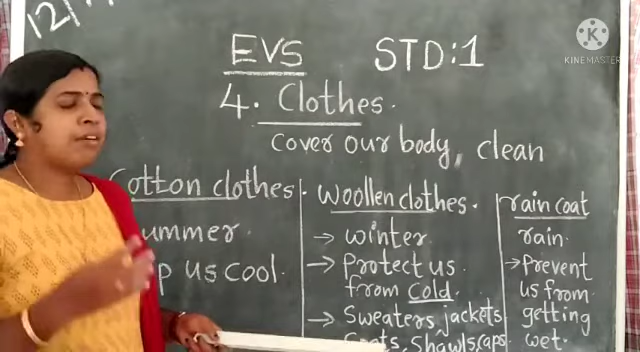 12/
EVS STD:1
4. Clothes.
cover our body, clean
Cotton clothes.
ummer.
p us cool.
Woollen clothes.
→ winter.
→ Protect us
from cold.
→ Sweaters, jackets
Coats, Shawls, caps
rain coat
rain.
→ Prevent
us from
getting
wet.
KINEMASTER